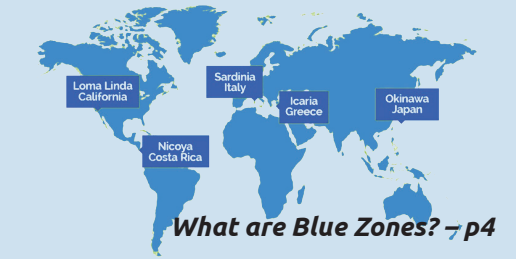 Loma Linda
California
Sardinia
Italy
Icaria
Greece
Okinawa
Japan
Nicoya
Costa Rica
What are Blue Zones? – p4